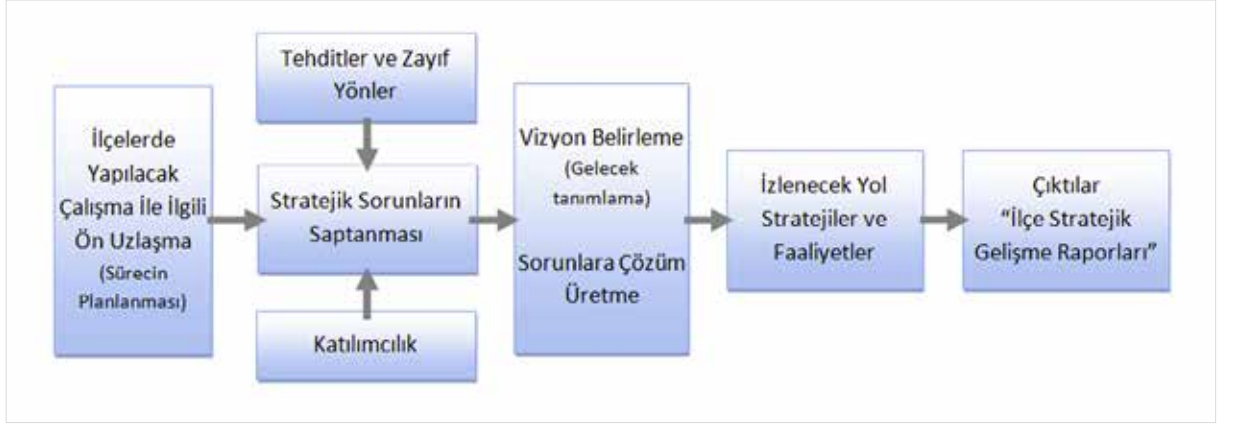 İlçelerde
Yapılacak
Çalışma İle İlgili
Ön Uzlaşma
(Sürecin
Planlanması)
Tehditler ve Zayıf
Yönler
Stratejik Sorunların
Saptanması
Katılımcılık
Vizyon Belirleme
(Gelecek
tanımlama)
Sorunlara Çözüm
Üretme
İzlenecek Yol
Stratejiler ve
Faaliyetler
Çıktılar
“İlçe Stratejik
Gelişme Raporları”